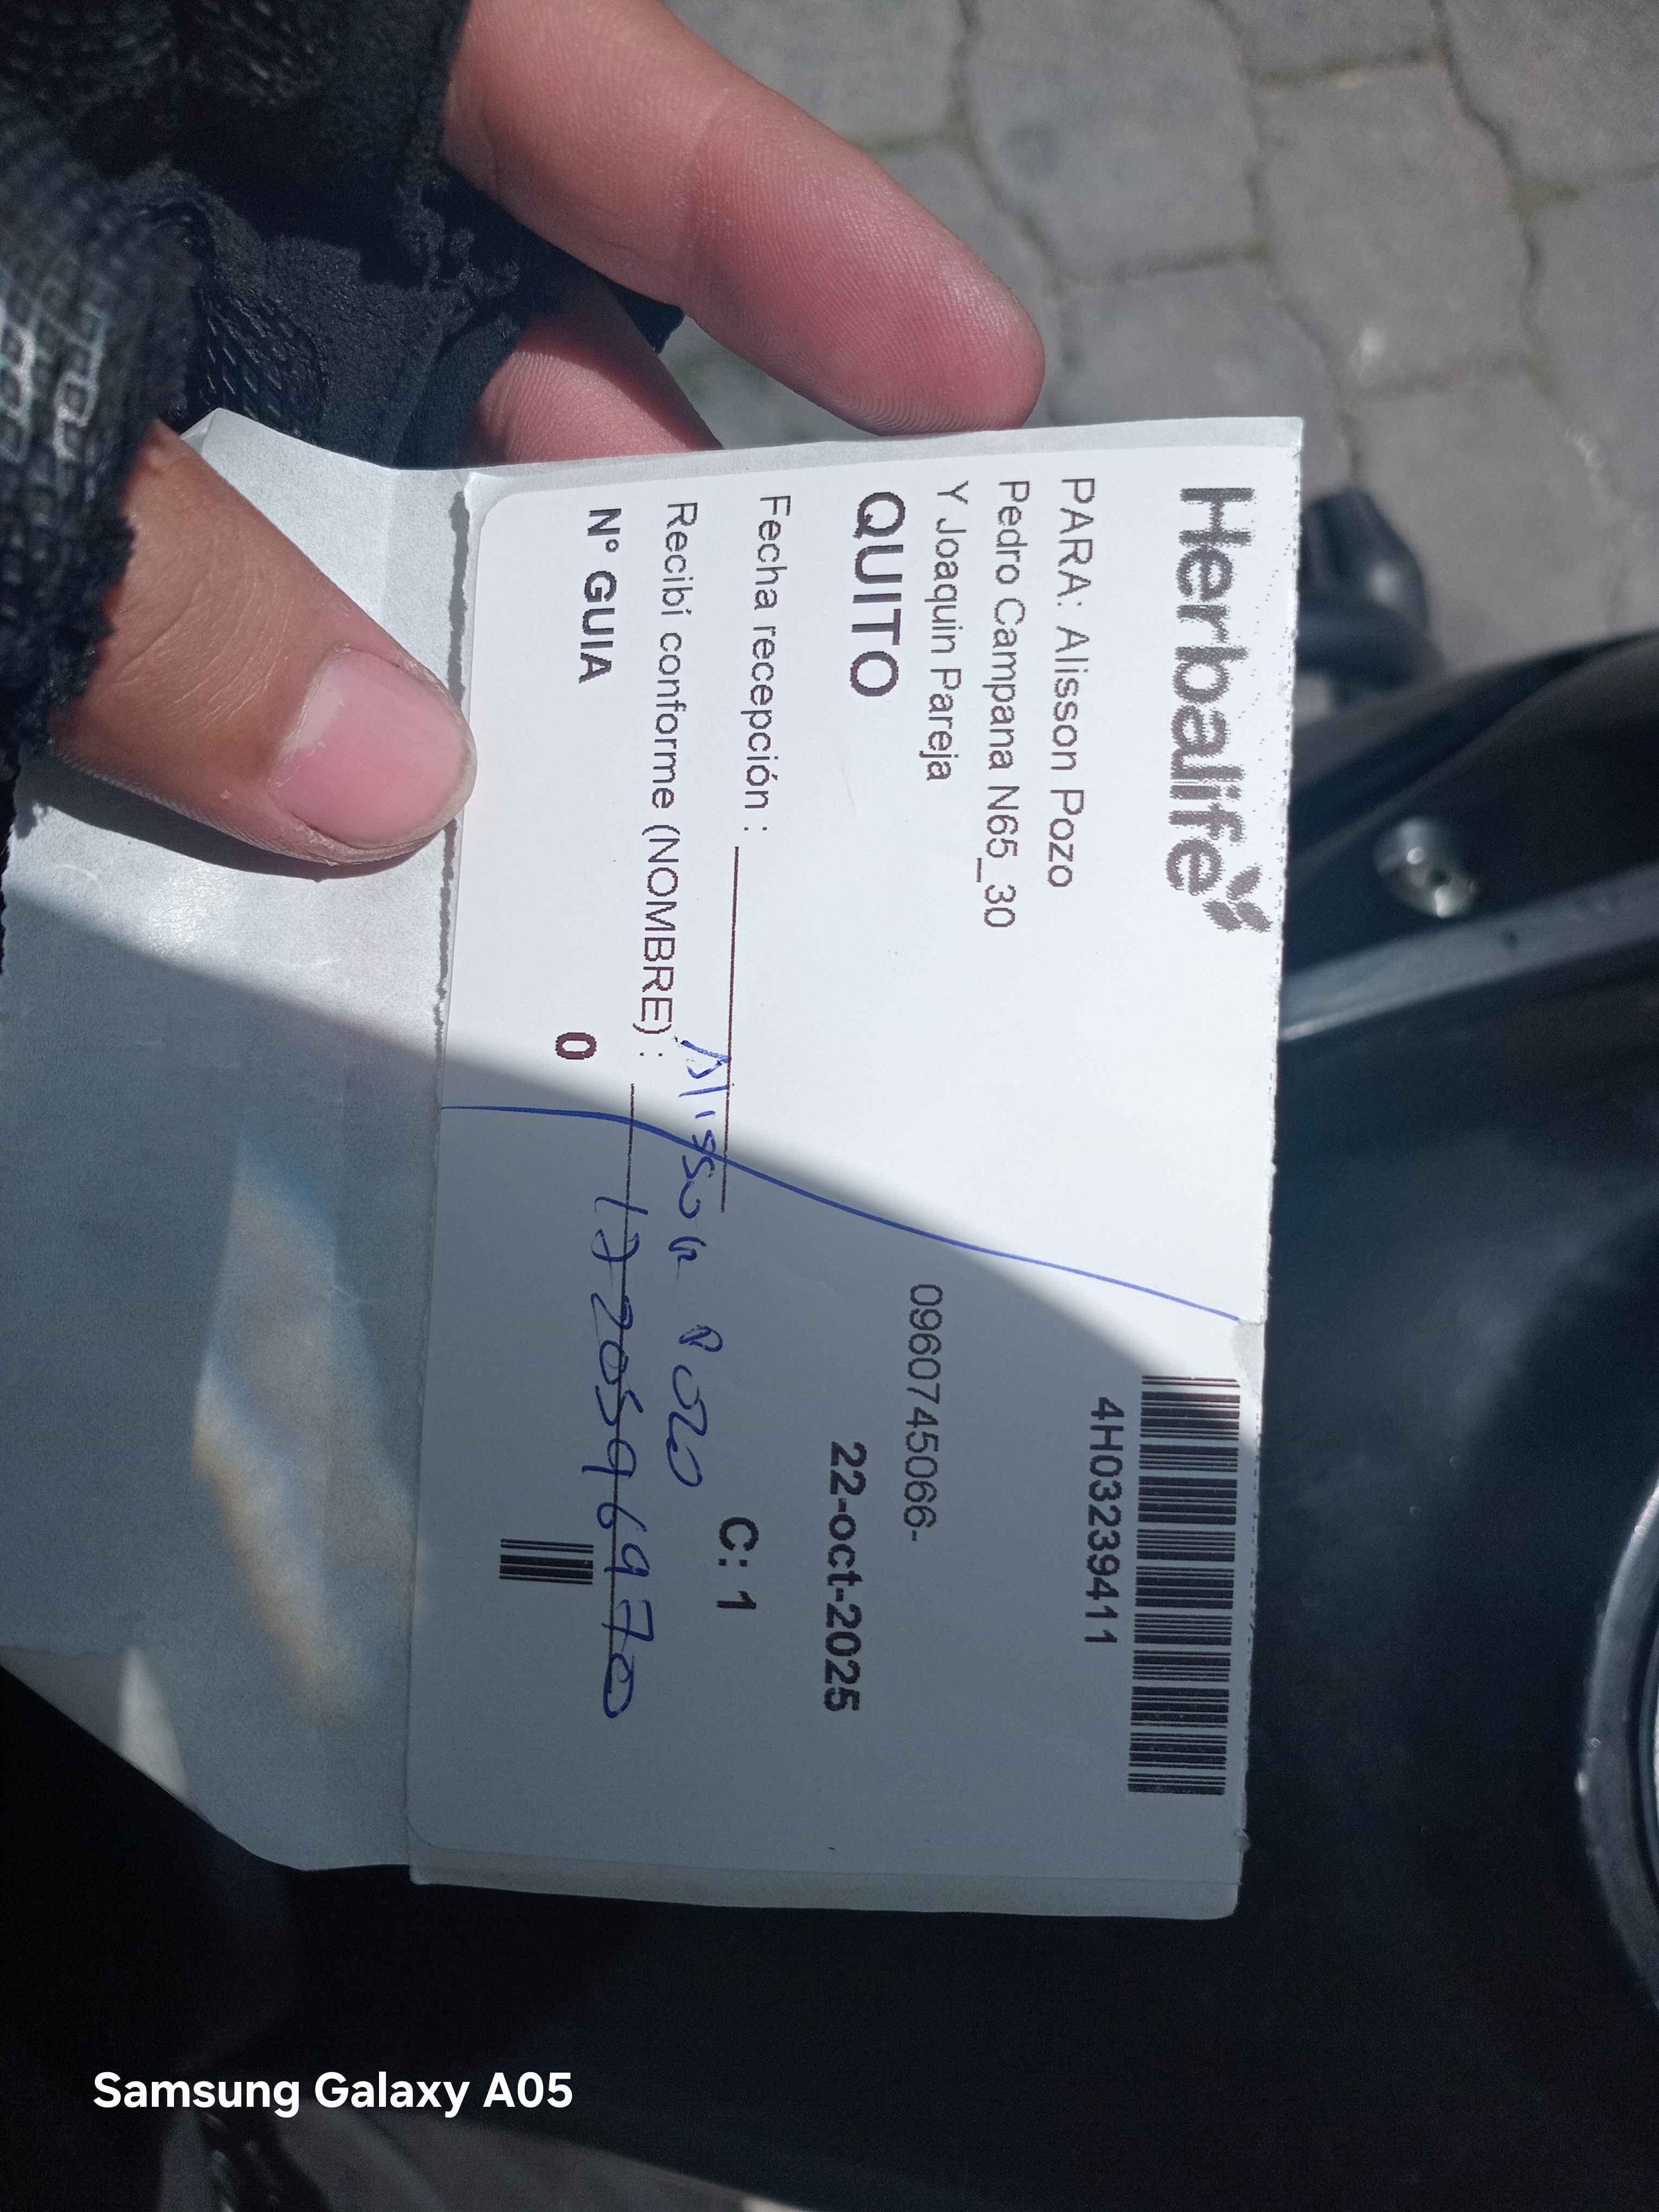 Herbalife
4H03239411
PARA: Alisson Pozo
Pedro Campana N65_30
Y Joaquin Pareja
0960745066-
QUITO
22-oct-2025
Fecha recepción :
C: 1
Alisson Pozo
Recibí conforme (NOMBRE) :
1720596970
N° GUIA
0
Samsung Galaxy A05